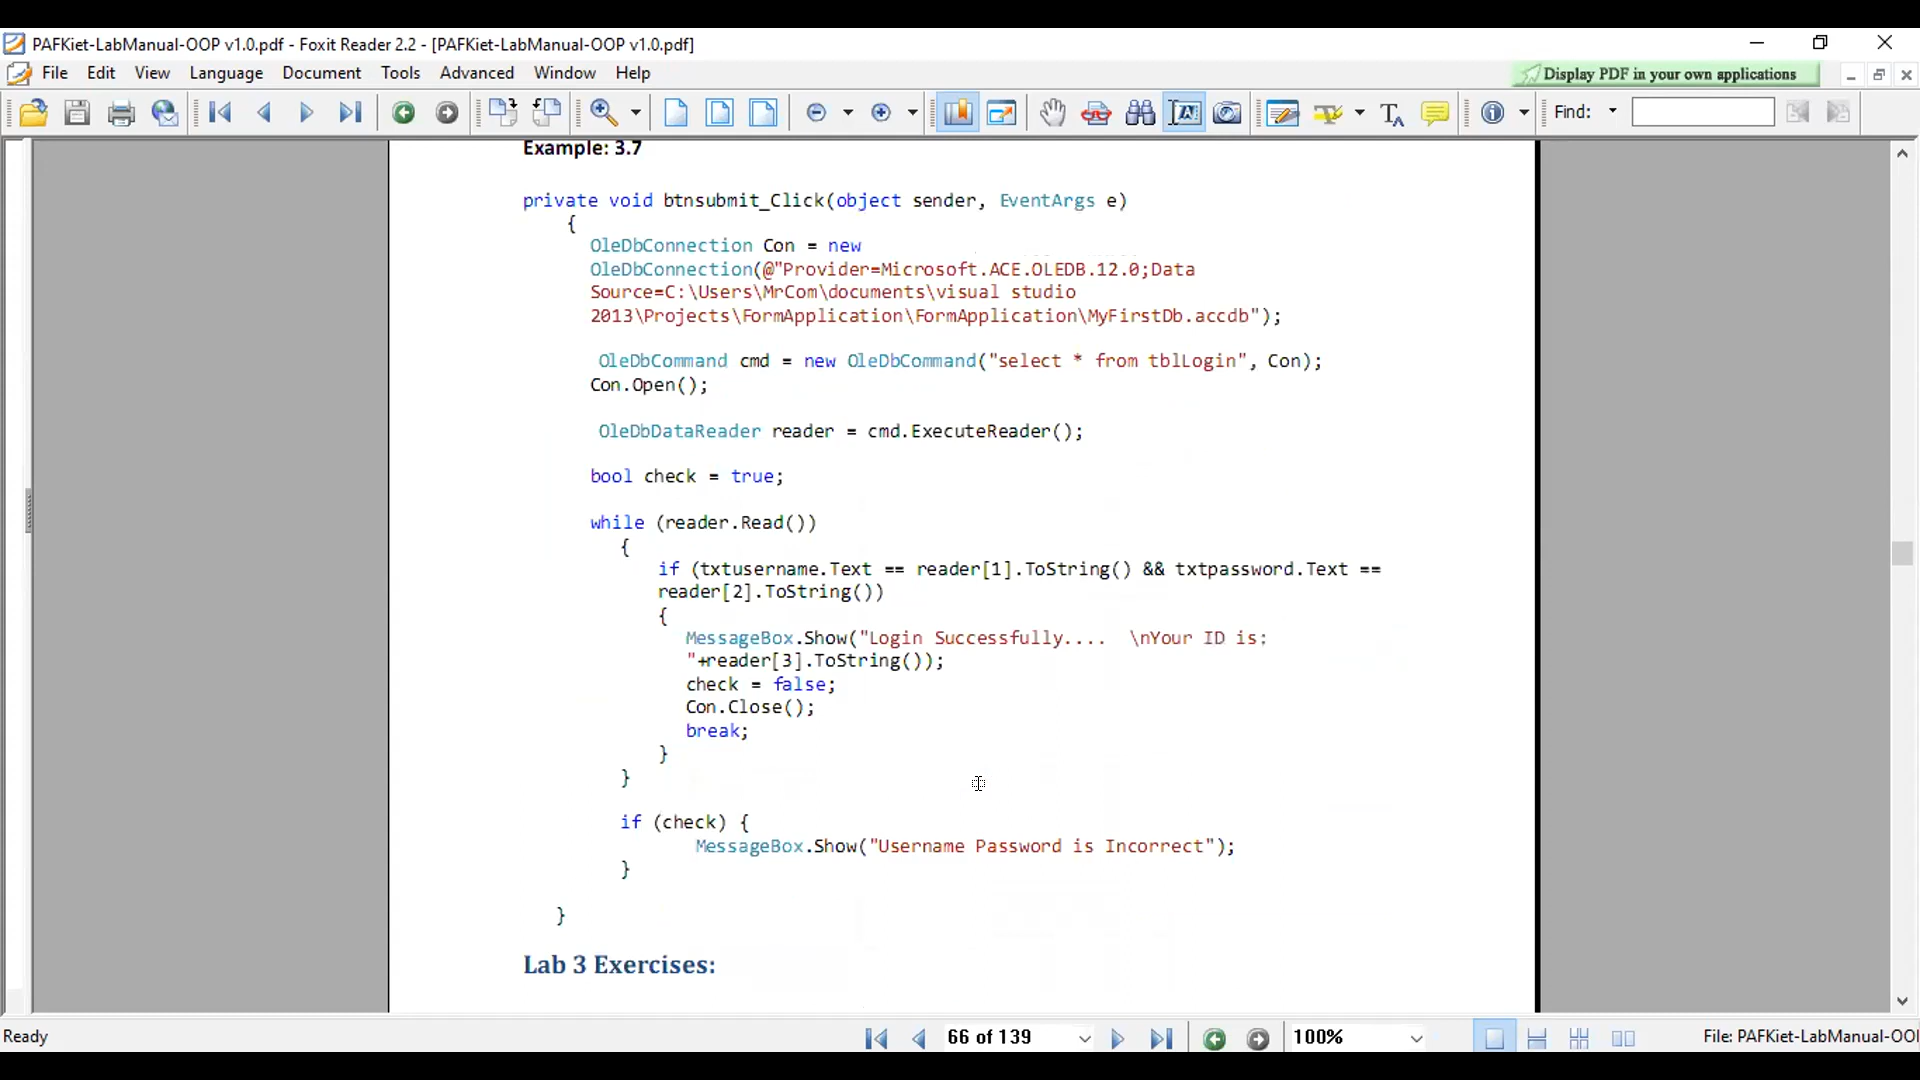 PAFKiet-LabManual-OOP v1.0.pdf - Foxit Reader 2.2 - [PAFKiet-LabManual-OOP v1.0.pdf]
File Edit View Language Document Tools Advanced Window Help
Display PDF in your own applications
Find:
Example: 3.7
private void btnsubmit_Click(object sender, EventArgs e)
{
OleDbConnection Con = new
OleDbConnection(@"Provider=Microsoft.ACE.OLEDB.12.0;Data
Source=C:\Users\MrCom\documents\visual studio
2013\Projects\FormApplication\FormApplication\MyFirstDb.accdb");
OleDbCommand cmd = new OleDbCommand("select * from tblLogin", Con);
Con.Open();
OleDbDataReader reader = cmd.ExecuteReader();
bool check = true;
while (reader.Read())
{
if (txtusername.Text == reader[1].ToString() && txtpassword.Text ==
reader[2].ToString())
{
MessageBox.Show("Login Successfully.... \nYour ID is:
"+reader[3].ToString());
check = false;
Con.Close();
break;
}
}
if (check) {
MessageBox.Show("Username Password is Incorrect");
}
}
Lab 3 Exercises:
Ready
66 of 139
100%
File: PAFKiet-LabManual-OO